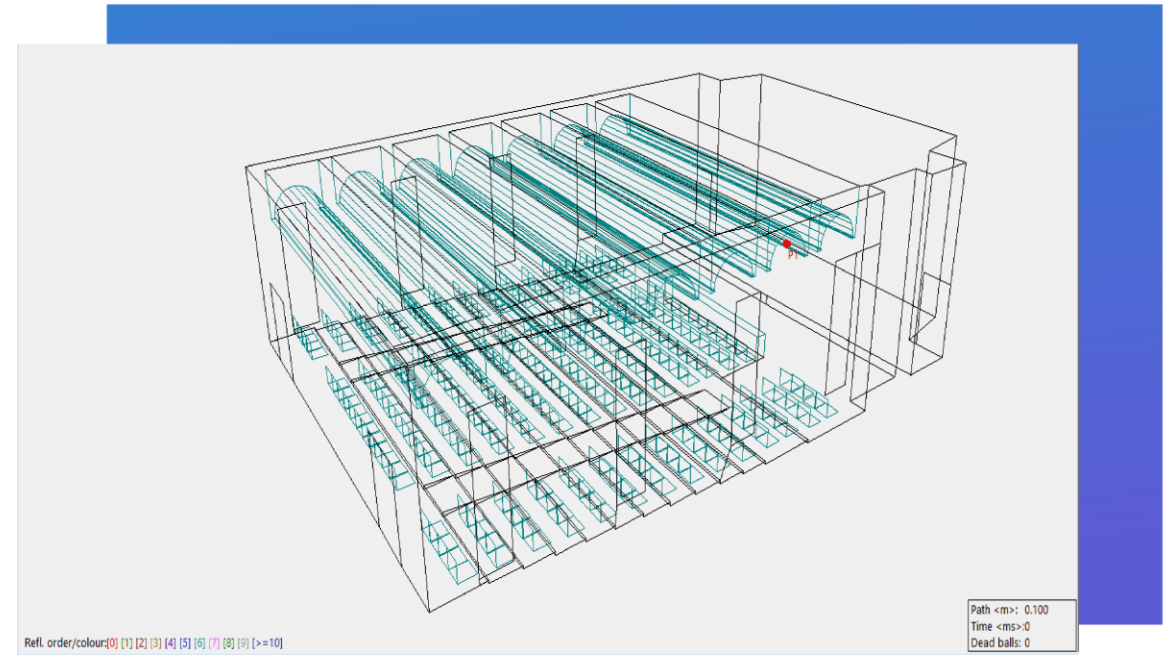 P1
Path <m>: 0.100
Time <ms>:0
Dead balls: 0
Refl. order/colour:[0] [1] [2] [3] [4] [5] [6] [7] [8] [9] [>=10]